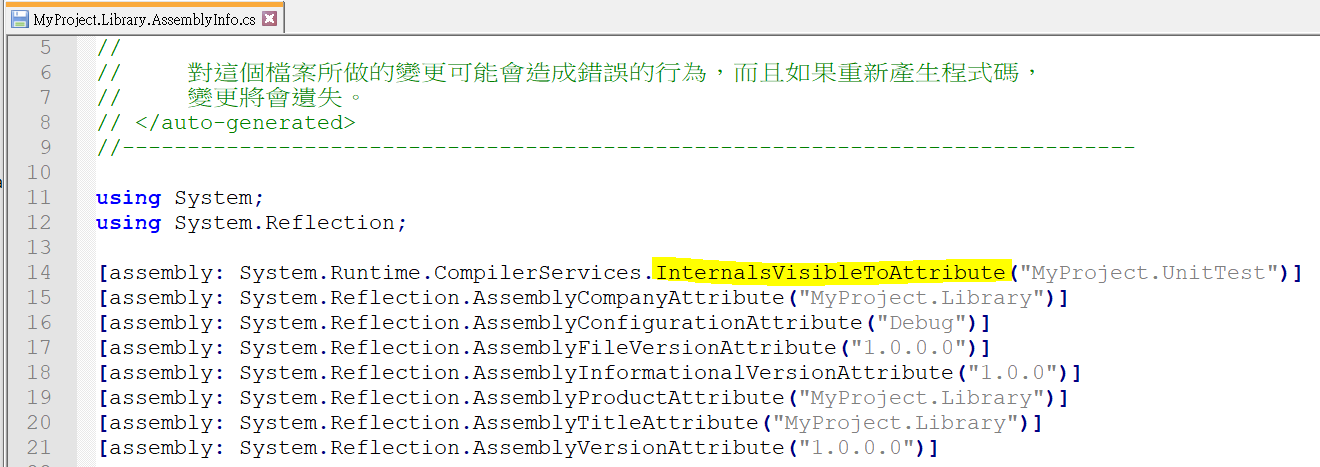 MyProject.Library.AssemblyInfo.cs
5 //
6 //     對這個檔案所做的變更可能會造成錯誤的行為，而且如果重新產生程式碼，
7 //     變更將會遺失。
8 // </auto-generated>
9 //------------------------------------------------------------------------------
10
11 using System;
12 using System.Reflection;
13
14 [assembly: System.Runtime.CompilerServices.InternalsVisibleToAttribute("MyProject.UnitTest")]
15 [assembly: System.Reflection.AssemblyCompanyAttribute("MyProject.Library")]
16 [assembly: System.Reflection.AssemblyConfigurationAttribute("Debug")]
17 [assembly: System.Reflection.AssemblyFileVersionAttribute("1.0.0.0")]
18 [assembly: System.Reflection.AssemblyInformationalVersionAttribute("1.0.0")]
19 [assembly: System.Reflection.AssemblyProductAttribute("MyProject.Library")]
20 [assembly: System.Reflection.AssemblyTitleAttribute("MyProject.Library")]
21 [assembly: System.Reflection.AssemblyVersionAttribute("1.0.0.0")]